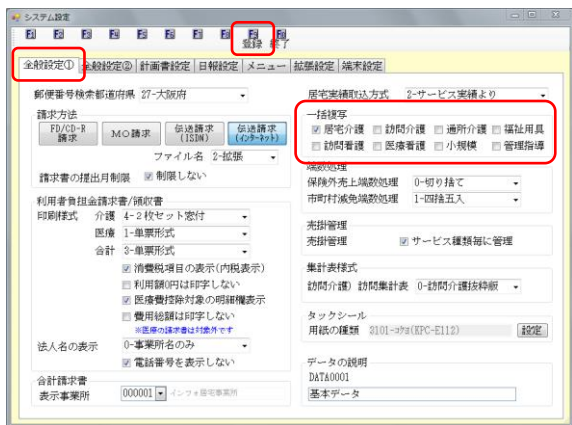 システム設定
登録 終了
全般設定① 全般設定② 計画書設定 日報設定 メニュー 拡張設定 端末設定
郵便番号検索都道府県 27-大阪府
請求方法
FD/CD-R請求 MO請求 伝送請求(ISDN) 伝送請求(インターネット)
ファイル名 2-拡張
請求書の提出月制限 制限しない
利用者負担金請求書/領収書
印刷様式 介護 4-2枚セット窓付
医療 1-単票形式
合計 3-単票形式
消費税項目の表示(内税表示)
利用額0円は印字しない
医療費控除対象の明細欄表示
費用総額は印字しない
※医療の請求書は対象外です
法人名の表示 0-事業所名のみ
電話番号を表示しない
合計請求書
表示事業所 000001 インフォ居宅事業所
居宅実績取込方式 2-サービス実績より
一括複写
居宅介護 訪問介護 通所介護 福祉用具
訪問看護 医療看護 小規模 管理指導
端数処理
保険外売上端数処理 0-切り捨て
市町村減免端数処理 1-四捨五入
売掛管理
売掛管理 サービス種類毎に管理
集計表様式
訪問介護) 訪問集計表 0-訪問介護抜粋版
タックシール
用紙の種類 3101-コクヨ(KPC-E112) 設定
データの説明
DATA0001
基本データ